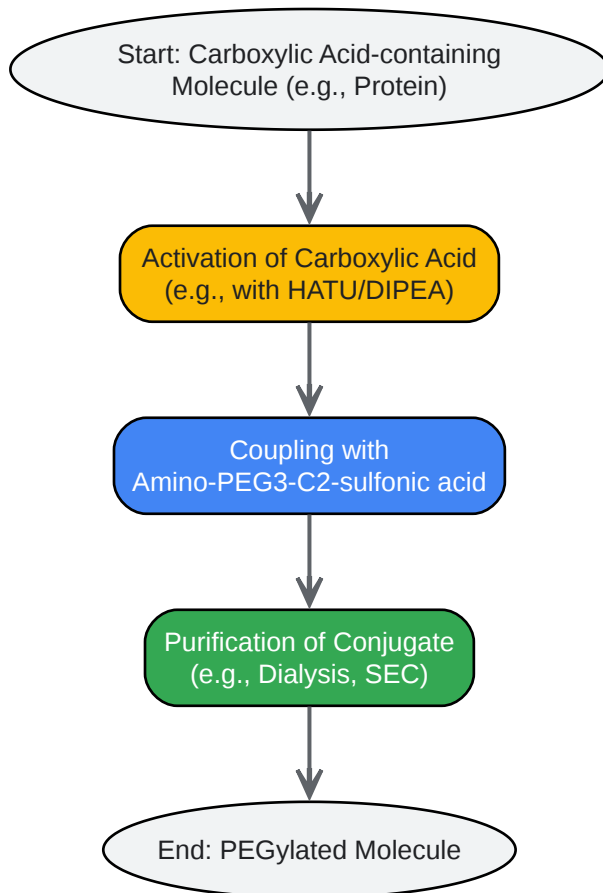 Start: Carboxylic Acid-containing
Molecule (e.g., Protein)
Activation of Carboxylic Acid
(e.g., with HATU/DIPEA)
Coupling with
Amino-PEG3-C2-sulfonic acid
Purification of Conjugate
(e.g., Dialysis, SEC)
End: PEGylated Molecule